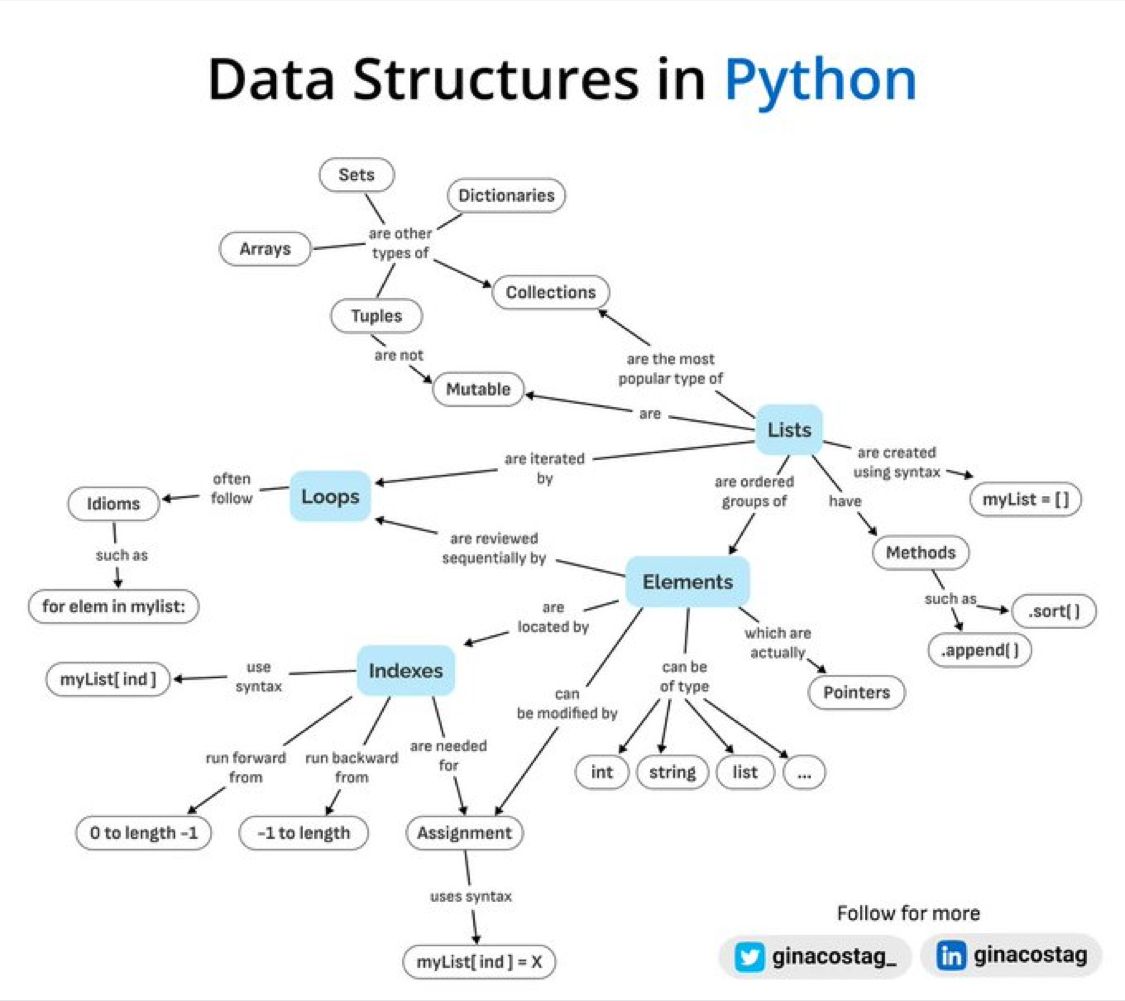 Data Structures in Python
Sets
Dictionaries
are other
types of
Arrays
Collections
Tuples
are not
are the most
popular type of
Mutable
are
Lists
are created
using syntax
are iterated
by
often
follow
Loops
are ordered
groups of
have
myList = [ ]
Idioms
such as
are reviewed
sequentially by
Methods
Elements
for elem in mylist:
are
located by
such as
.sort( )
which are
actually
.append( )
Indexes
use
syntax
myList[ ind ]
can be
of type
Pointers
can
be modified by
run forward
from
run backward
from
are needed
for
int
string
list
...
0 to length -1
-1 to length
Assignment
uses syntax
myList[ ind ] = X
Follow for more
ginacostag_
in ginacostag